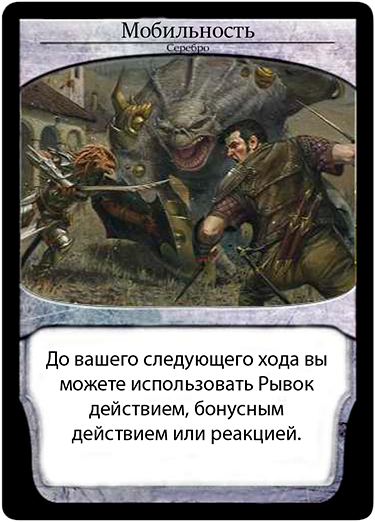 Мобильность
Серебро
До вашего следующего хода вы
можете использовать Рывок
действием, бонусным
действием или реакцией.